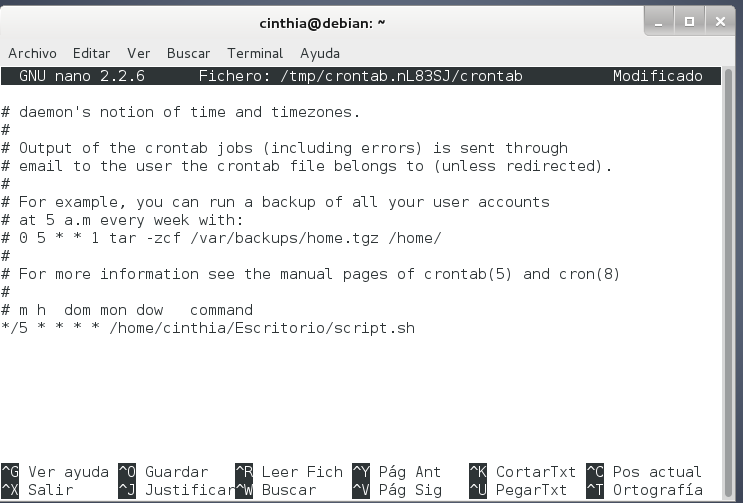 cinthia@debian: ~
Archivo Editar Ver Buscar Terminal Ayuda
GNU nano 2.2.6 Fichero: /tmp/crontab.nL83SJ/crontab Modificado
# daemon's notion of time and timezones.
#
# Output of the crontab jobs (including errors) is sent through
# email to the user the crontab file belongs to (unless redirected).
#
# For example, you can run a backup of all your user accounts
# at 5 a.m every week with:
# 0 5 * * 1 tar -zcf /var/backups/home.tgz /home/
#
# For more information see the manual pages of crontab(5) and cron(8)
#
# m h  dom mon dow   command
*/5 * * * * /home/cinthia/Escritorio/script.sh
^G Ver ayuda ^O Guardar ^R Leer Fich ^Y Pág Ant ^K CortarTxt ^C Pos actual
^X Salir ^J Justificar ^W Buscar ^V Pág Sig ^U PegarTxt ^T Ortografía